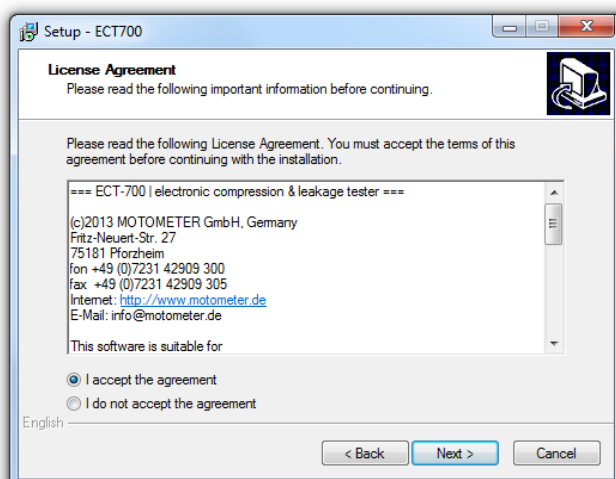 Setup - ECT700
License Agreement
Please read the following important information before continuing.
Please read the following License Agreement. You must accept the terms of this
agreement before continuing with the installation.
=== ECT-700 | electronic compression & leakage tester ===
(c)2013 MOTOMETER GmbH, Germany
Fritz-Neuert-Str. 27
75181 Pforzheim
fon +49 (0)7231 42909 300
fax +49 (0)7231 42909 305
Internet: http://www.motometer.de
E-Mail: info@motometer.de
This software is suitable for
I accept the agreement
I do not accept the agreement
English
< Back
Next >
Cancel